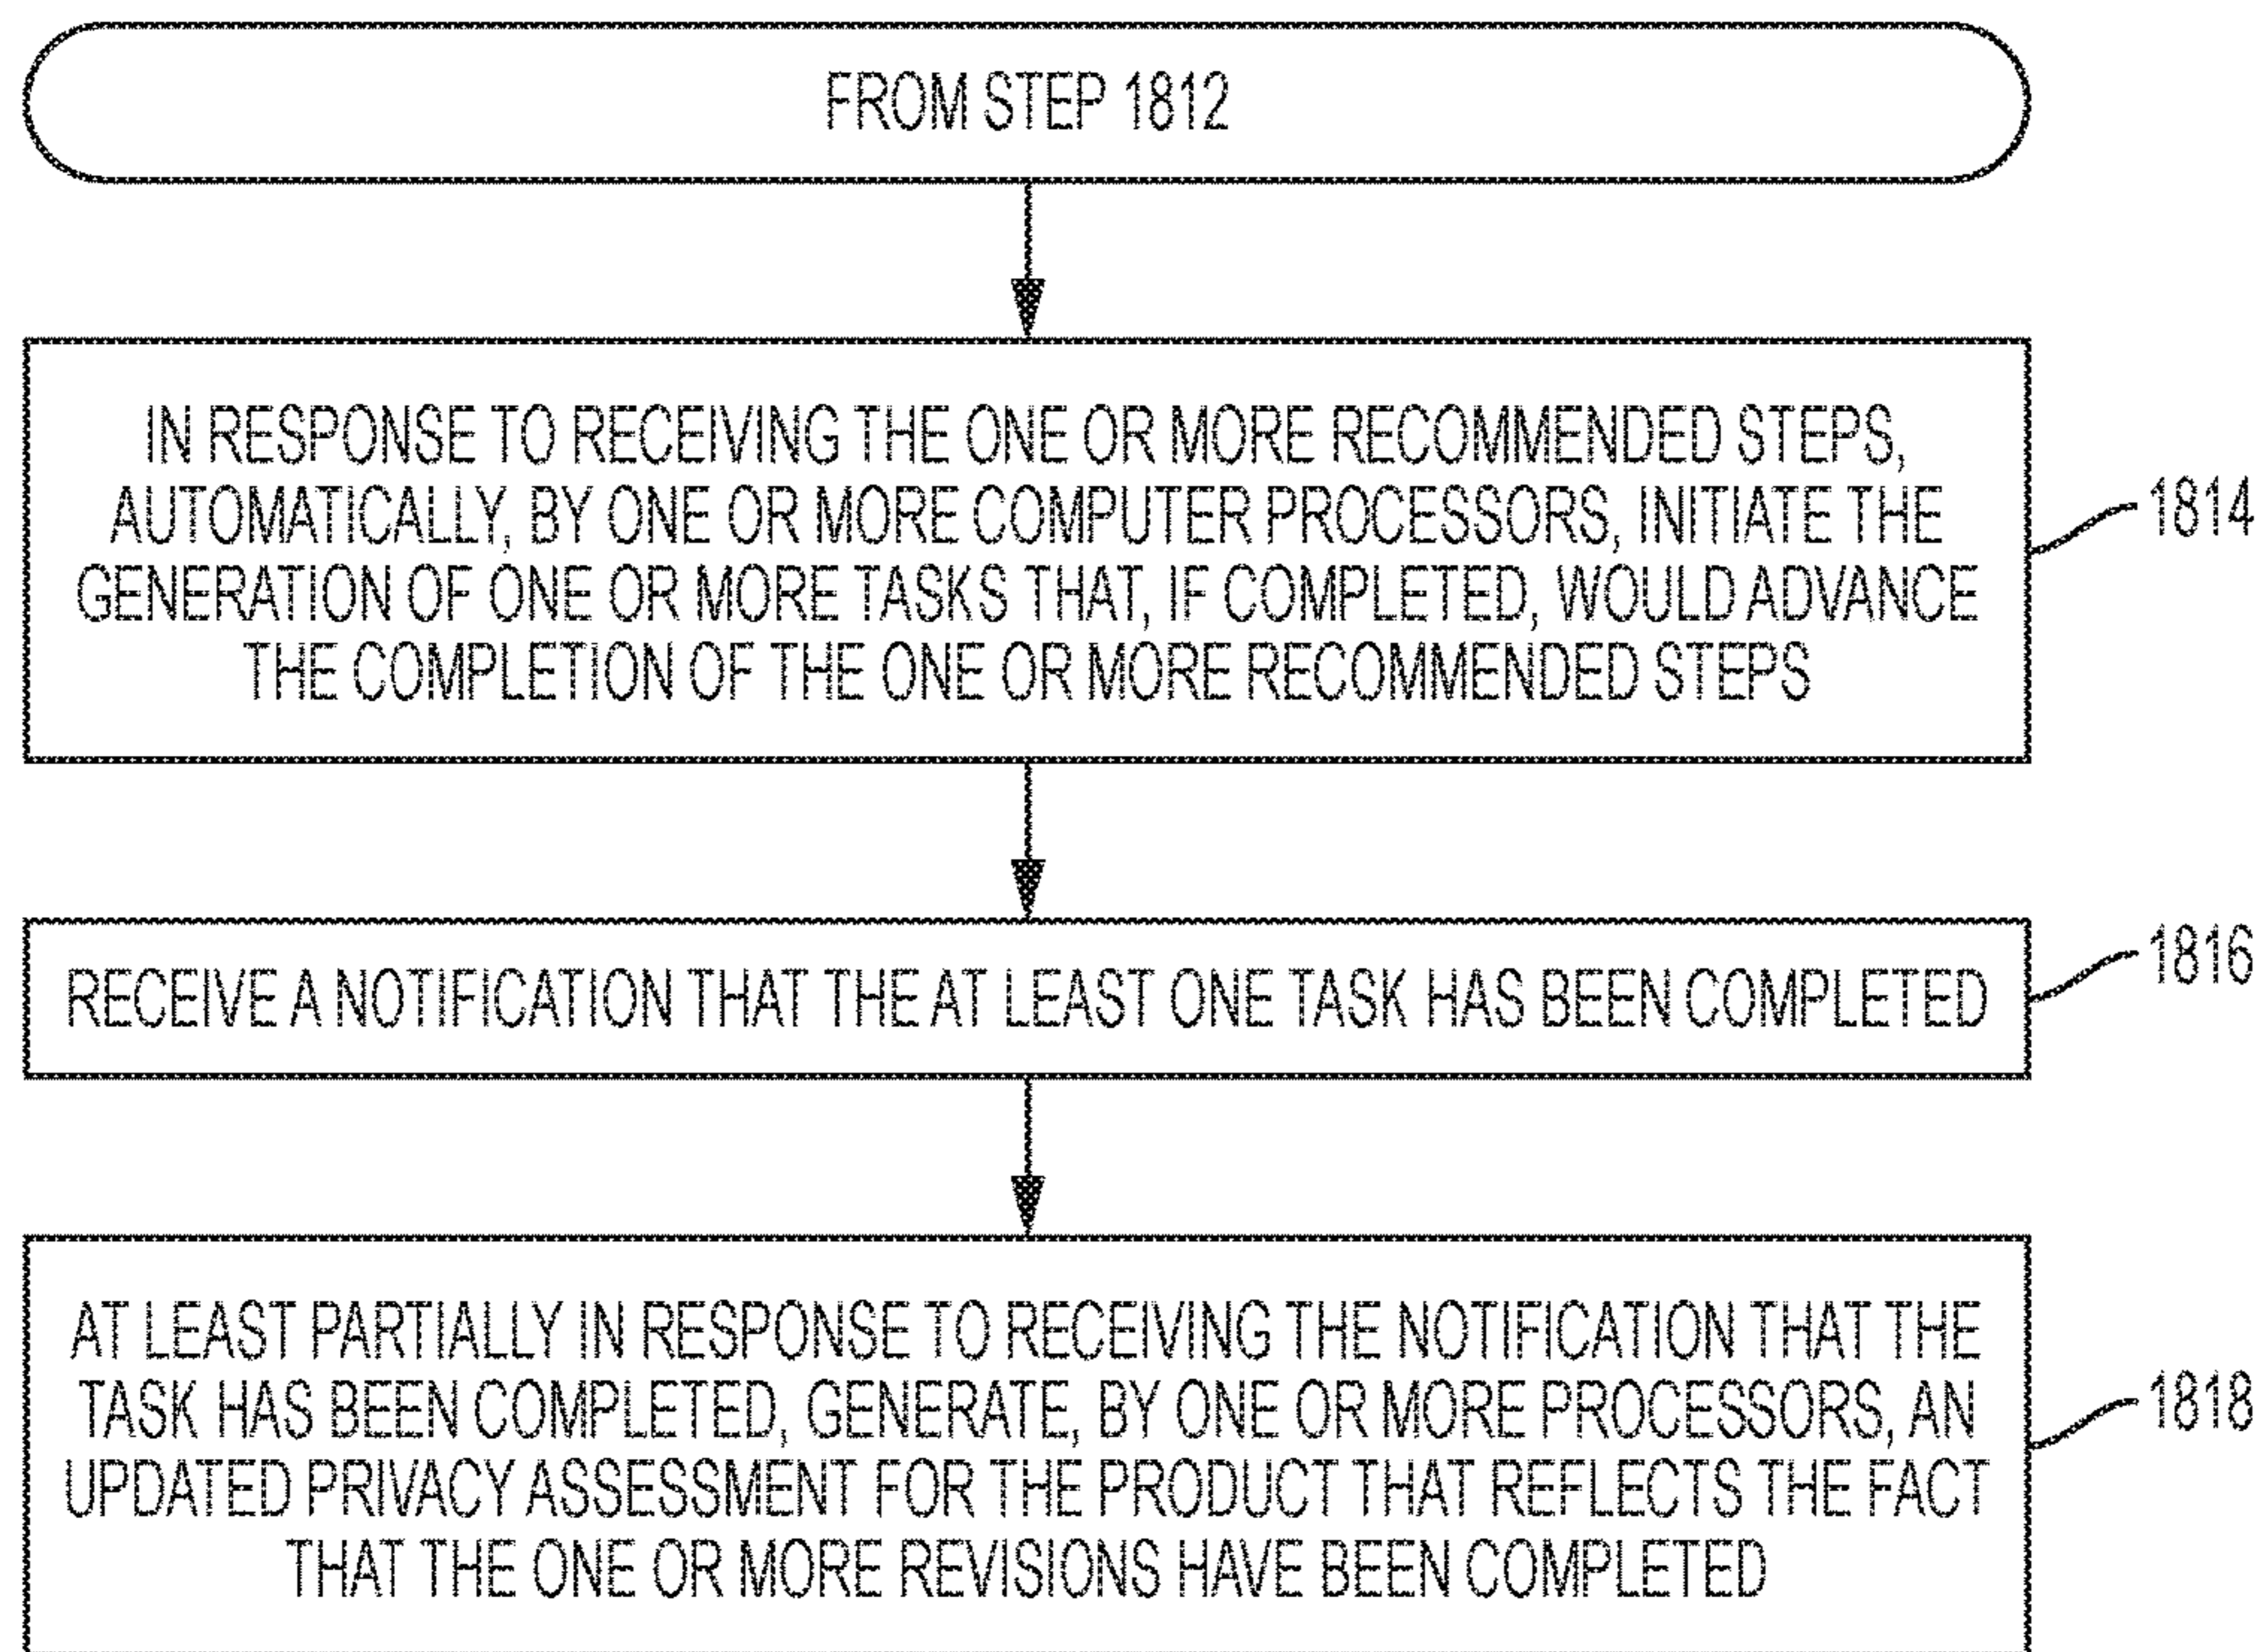 FROM STEP 1812
IN RESPONSE TO RECEIVING THE ONE OR MORE RECOMMENDED STEPS,
AUTOMATICALLY, BY ONE OR MORE COMPUTER PROCESSORS, INITIATE THE
GENERATION OF ONE OR MORE TASKS THAT, IF COMPLETED, WOULD ADVANCE
THE COMPLETION OF THE ONE OR MORE RECOMMENDED STEPS
1814
RECEIVE A NOTIFICATION THAT THE AT LEAST ONE TASK HAS BEEN COMPLETED
1816
AT LEAST PARTIALLY IN RESPONSE TO RECEIVING THE NOTIFICATION THAT THE
TASK HAS BEEN COMPLETED, GENERATE, BY ONE OR MORE PROCESSORS, AN
UPDATED PRIVACY ASSESSMENT FOR THE PRODUCT THAT REFLECTS THE FACT
THAT THE ONE OR MORE REVISIONS HAVE BEEN COMPLETED
1818